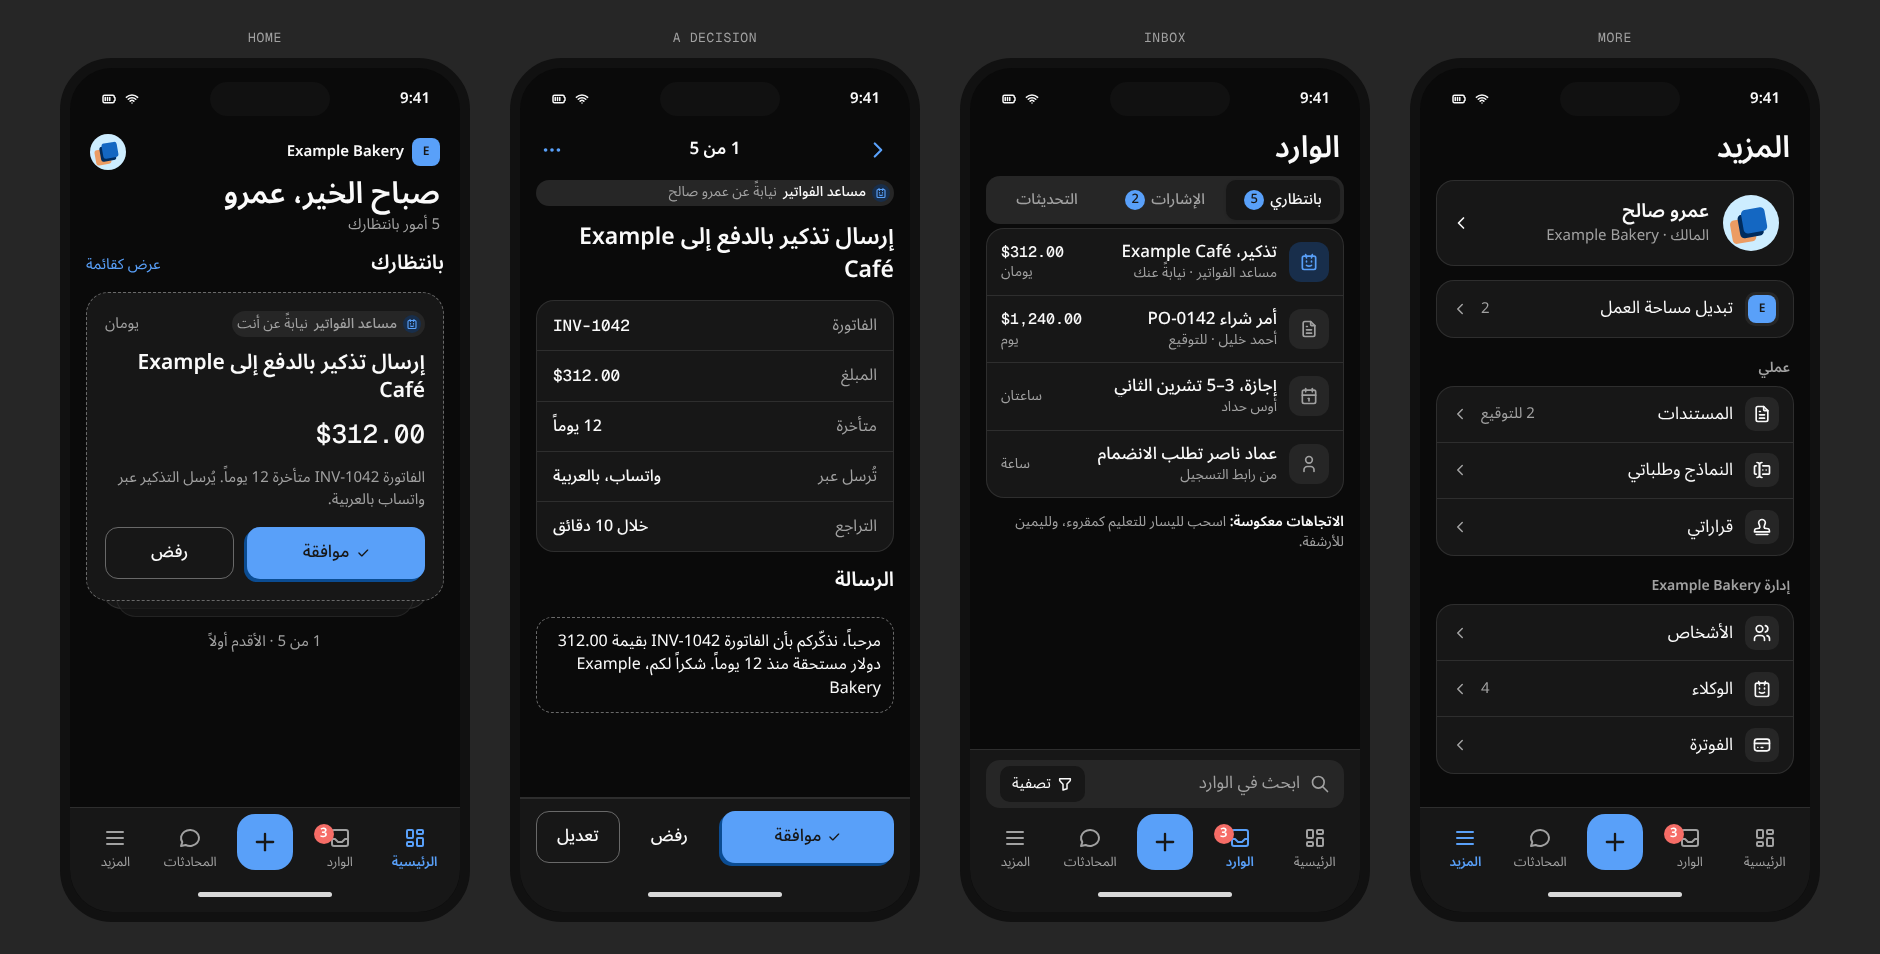 HOME
9:41
E Example Bakery
صباح الخير، عمرو
5 أمور بانتظارك
بانتظارك
عرض كقائمة
مساعد الفواتير نيابةً عن أنت
يومان
إرسال تذكير بالدفع إلى Example
Café
$312.00
الفاتورة INV-1042 متأخرة 12 يوماً. يُرسل التذكير عبر
واتساب بالعربية.
موافقة
رفض
1 من 5 · الأقدم أولاً
الرئيسية
الوارد 3
المحادثات
المزيد
A DECISION
9:41
1 من 5
مساعد الفواتير نيابةً عن عمرو صالح
إرسال تذكير بالدفع إلى Example
Café
الفاتورة INV-1042
المبلغ $312.00
متأخرة 12 يوماً
تُرسل عبر واتساب، بالعربية
التراجع خلال 10 دقائق
الرسالة
مرحباً، نذكّركم بأن الفاتورة INV-1042 بقيمة 312.00
دولار مستحقة منذ 12 يوماً. شكراً لكم، Example
Bakery
موافقة
رفض
تعديل
INBOX
9:41
الوارد
بانتظاري 5
الإشارات 2
التحديثات
تذكير، Example Café
$312.00
مساعد الفواتير · نيابةً عنك
يومان
أمر شراء PO-0142
$1,240.00
أحمد خليل · للتوقيع
يوم
إجازة، 3–5 تشرين الثاني
أوس حداد
ساعتان
عماد ناصر تطلب الانضمام
من رابط التسجيل
ساعة
الاتجاهات معكوسة: اسحب لليسار للتعليم كمقروء، ولليمين
للأرشفة.
ابحث في الوارد
تصفية
الرئيسية
الوارد 3
المحادثات
المزيد
MORE
9:41
المزيد
عمرو صالح
المالك · Example Bakery
E تبديل مساحة العمل 2
عملي
المستندات 2 للتوقيع
النماذج وطلباتي
قراراتي
إدارة Example Bakery
الأشخاص
الوكلاء 4
الفوترة
الرئيسية
الوارد 3
المحادثات
المزيد